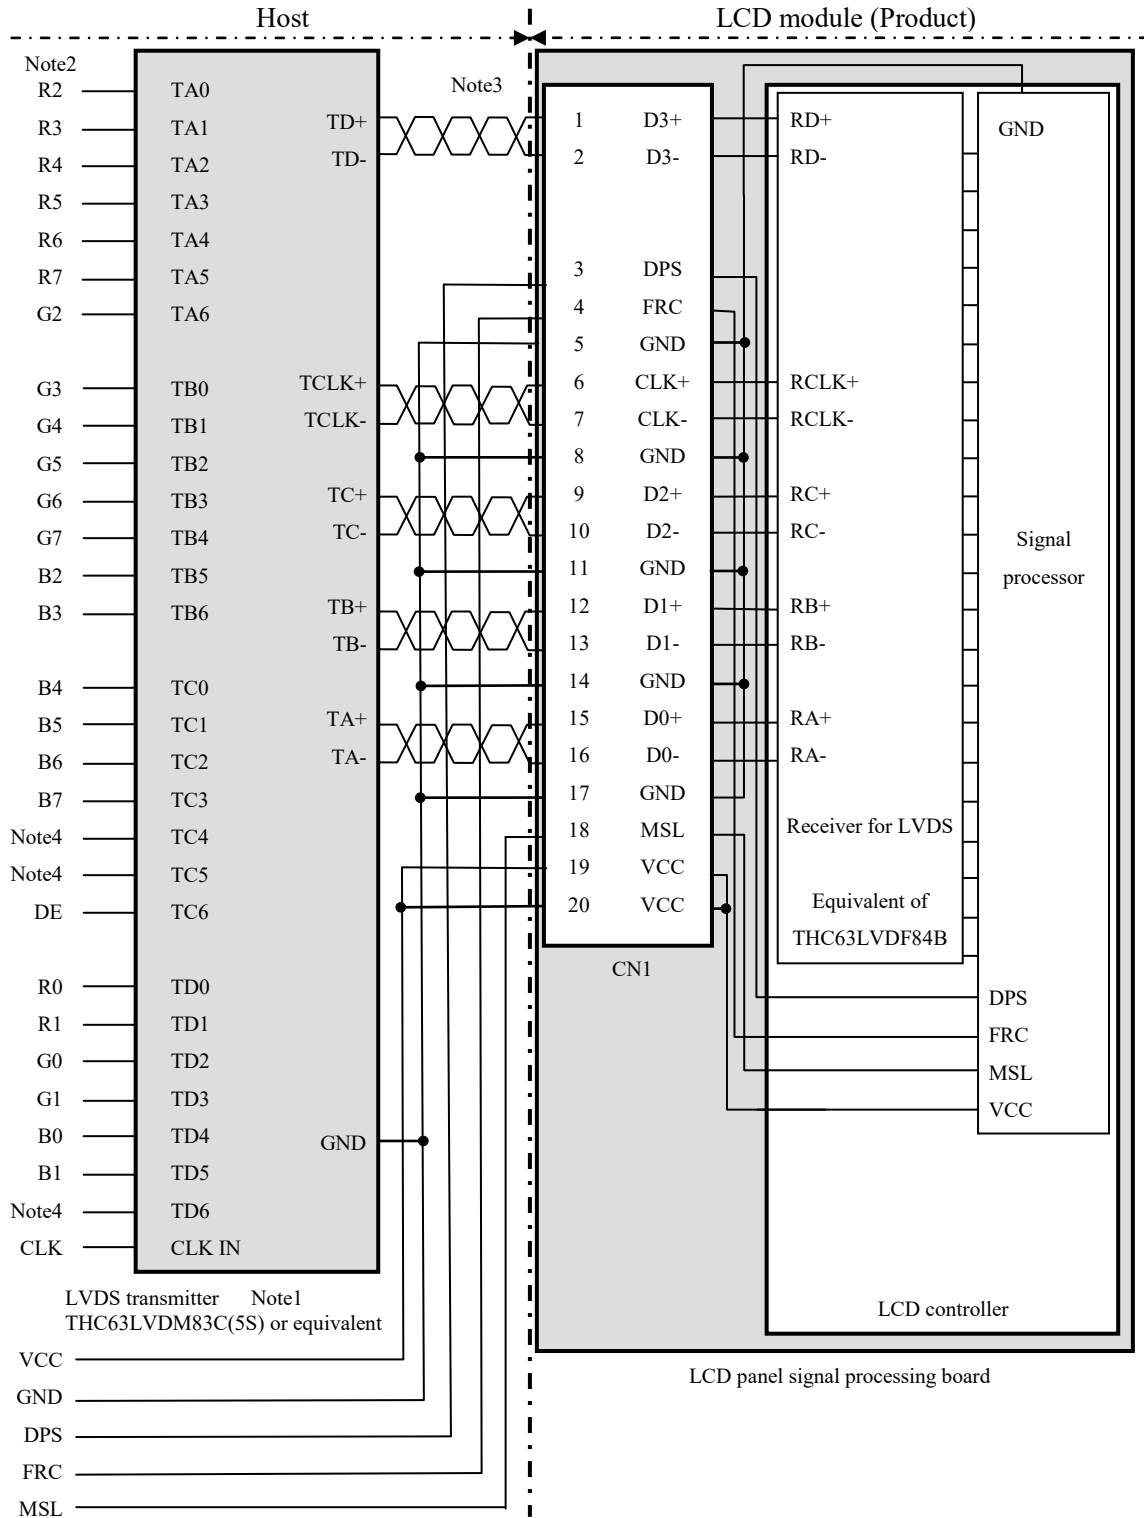 Host
LCD module (Product)
Note2
R2 TA0
R3 TA1
R4 TA2
R5 TA3
R6 TA4
R7 TA5
G2 TA6
G3 TB0
G4 TB1
G5 TB2
G6 TB3
G7 TB4
B2 TB5
B3 TB6
B4 TC0
B5 TC1
B6 TC2
B7 TC3
Note4 TC4
Note4 TC5
DE TC6
R0 TD0
R1 TD1
G0 TD2
G1 TD3
B0 TD4
B1 TD5
Note4 TD6
CLK CLK IN
TD+
TD-
TCLK+
TCLK-
TC+
TC-
TB+
TB-
TA+
TA-
GND
LVDS transmitter Note1
THC63LVDM83C(5S) or equivalent
VCC
GND
DPS
FRC
MSL
Note3
1 D3+
2 D3-
3 DPS
4 FRC
5 GND
6 CLK+
7 CLK-
8 GND
9 D2+
10 D2-
11 GND
12 D1+
13 D1-
14 GND
15 D0+
16 D0-
17 GND
18 MSL
19 VCC
20 VCC
CN1
RD+
RD-
RCLK+
RCLK-
RC+
RC-
RB+
RB-
RA+
RA-
Receiver for LVDS
Equivalent of
THC63LVDF84B
GND
Signal
processor
DPS
FRC
MSL
VCC
LCD controller
LCD panel signal processing board